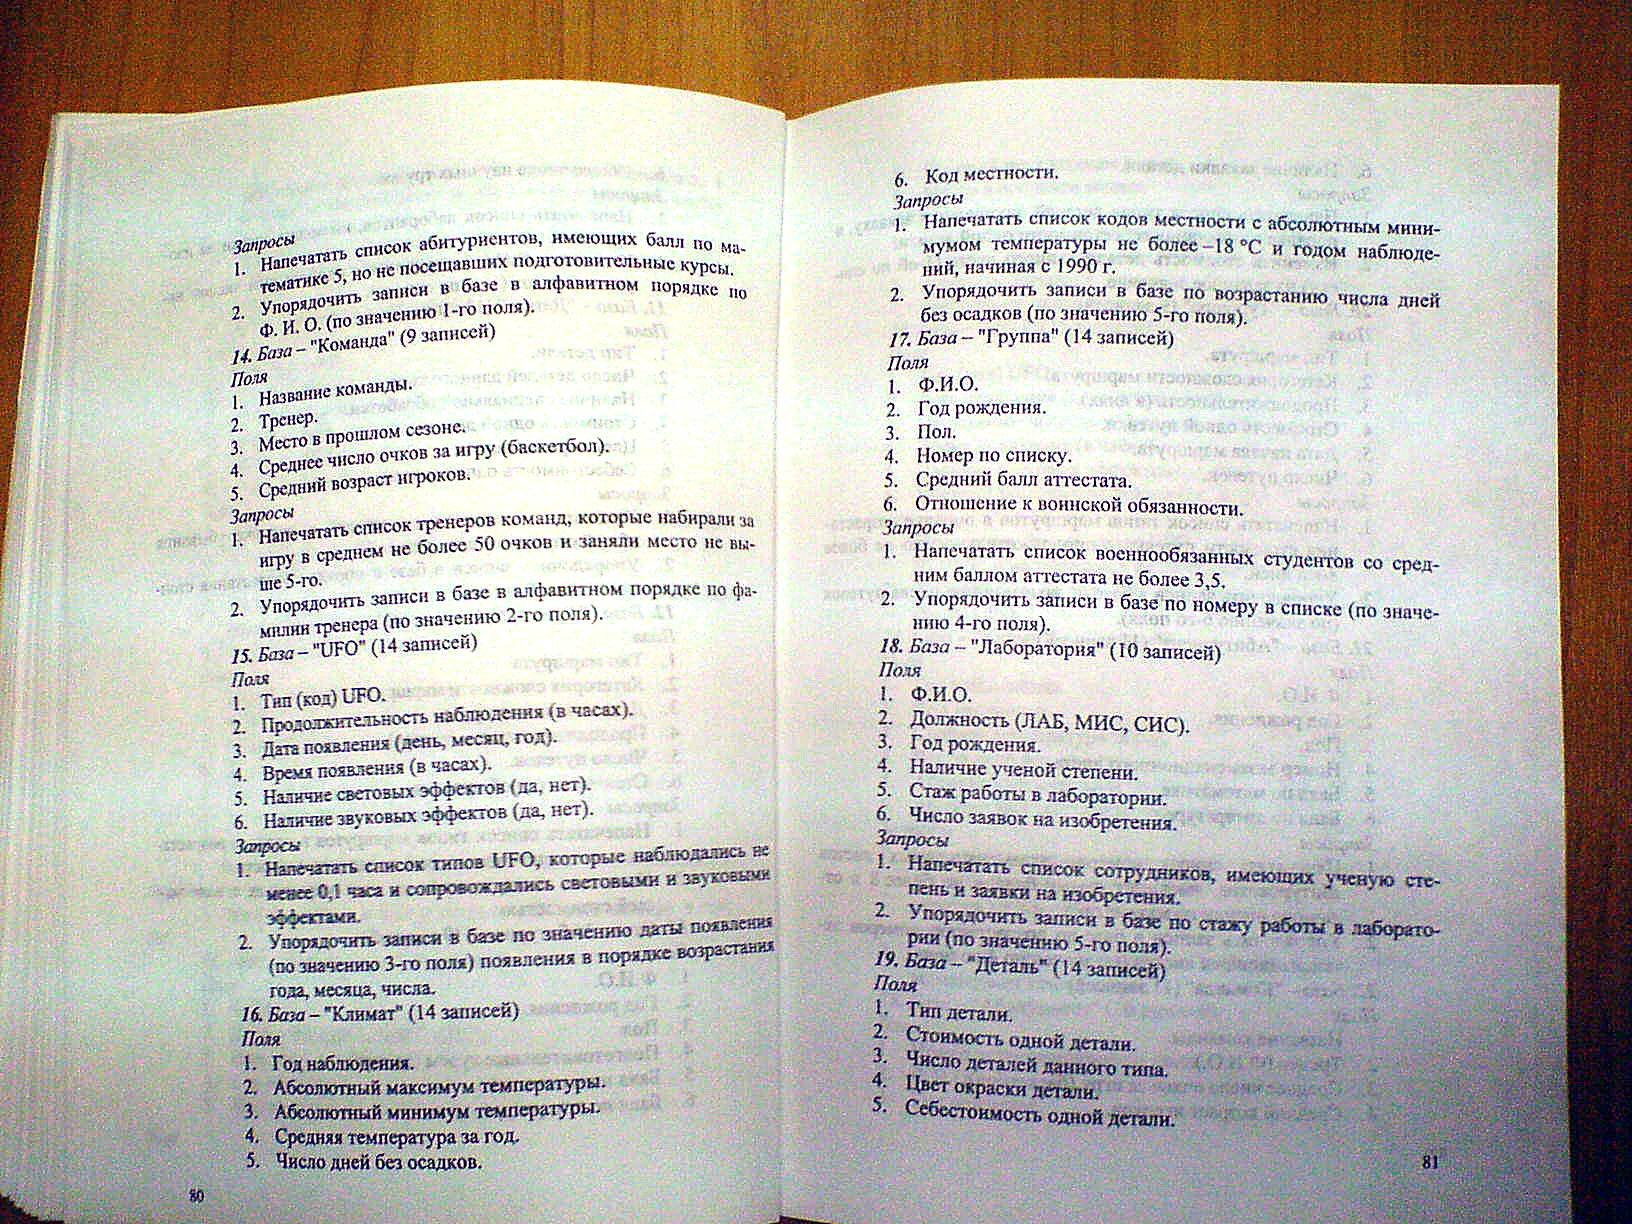 Запросы
1. Напечатать список абитуриентов, имеющих балл по ма-
тематике 5, но не посещавших подготовительные курсы.
2. Упорядочить записи в базе в алфавитном порядке по
Ф. И. О. (по значению 1-го поля).
14. База – "Команда" (9 записей)
Поля
1. Название команды.
2. Тренер.
3. Место в прошлом сезоне.
4. Среднее число очков за игру (баскетбол).
5. Средний возраст игроков.
Запросы
1. Напечатать список тренеров команд, которые набирали за
игру в среднем не более 50 очков и заняли место не вы-
ше 5-го.
2. Упорядочить записи в базе в алфавитном порядке по фа-
милии тренера (по значению 2-го поля).
15. База – "UFO" (14 записей)
Поля
1. Тип (код) UFO.
2. Продолжительность наблюдения (в часах).
3. Дата появления (день, месяц, год).
4. Время появления (в часах).
5. Наличие световых эффектов (да, нет).
6. Наличие звуковых эффектов (да, нет).
Запросы
1. Напечатать список типов UFO, которые наблюдались не
менее 0,1 часа и сопровождались световыми и звуковыми
эффектами.
2. Упорядочить записи в базе по значению даты появления
(по значению 3-го поля) появления в порядке возрастания
года, месяца, числа.
16. База – "Климат" (14 записей)
Поля
1. Год наблюдения.
2. Абсолютный максимум температуры.
3. Абсолютный минимум температуры.
4. Средняя температура за год.
5. Число дней без осадков.
80
6. Код местности.
Запросы
1. Напечатать список кодов местности с абсолютным мини-
мумом температуры не более –18 °С и годом наблюде-
ний, начиная с 1990 г.
2. Упорядочить записи в базе по возрастанию числа дней
без осадков (по значению 5-го поля).
17. База – "Группа" (14 записей)
Поля
1. Ф.И.О.
2. Год рождения.
3. Пол.
4. Номер по списку.
5. Средний балл аттестата.
6. Отношение к воинской обязанности.
Запросы
1. Напечатать список военнообязанных студентов со сред-
ним баллом аттестата не более 3,5.
2. Упорядочить записи в базе по номеру в списке (по значе-
нию 4-го поля).
18. База – "Лаборатория" (10 записей)
Поля
1. Ф.И.О.
2. Должность (ЛАБ, МИС, СИС).
3. Год рождения.
4. Наличие ученой степени.
5. Стаж работы в лаборатории.
6. Число заявок на изобретения.
Запросы
1. Напечатать список сотрудников, имеющих ученую сте-
пень и заявки на изобретения.
2. Упорядочить записи в базе по стажу работы в лаборато-
рии (по значению 5-го поля).
19. База – "Деталь" (14 записей)
Поля
1. Тип детали.
2. Стоимость одной детали.
3. Число деталей данного типа.
4. Цвет окраски детали.
5. Себестоимость одной детали.
81